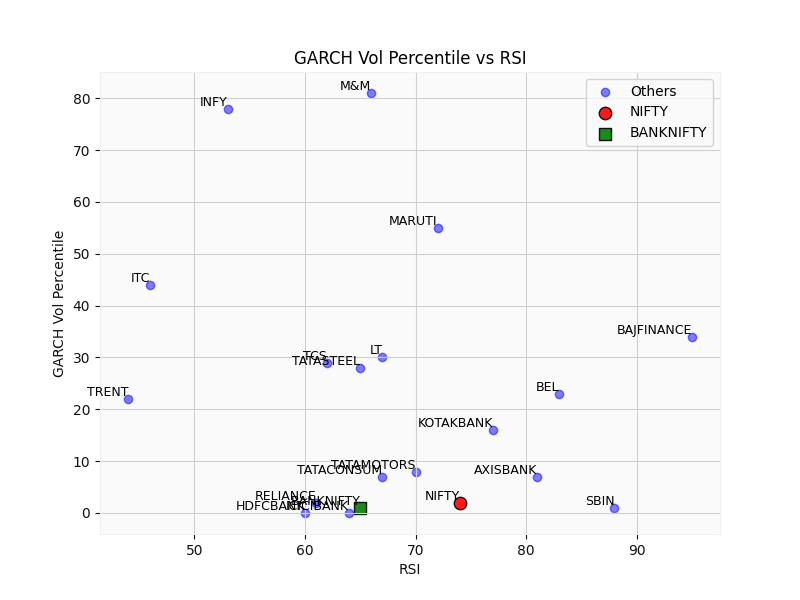 GARCH Vol Percentile vs RSI
M&M
INFY
Others
NIFTY
BANKNIFTY
MARUTI
ITC
BAJFINANCE
LT
TCS
TATASTEEL
TRENT
BEL
KOTAKBANK
TATAMOTORS
TATACONSUM
AXISBANK
RELIANCE
BANKNIFTY
NIFTY
SBIN
HDFCBANK
ICICIBANK
80
70
60
50
40
30
20
10
0
GARCH Vol Percentile
50 60 70 80 90
RSI